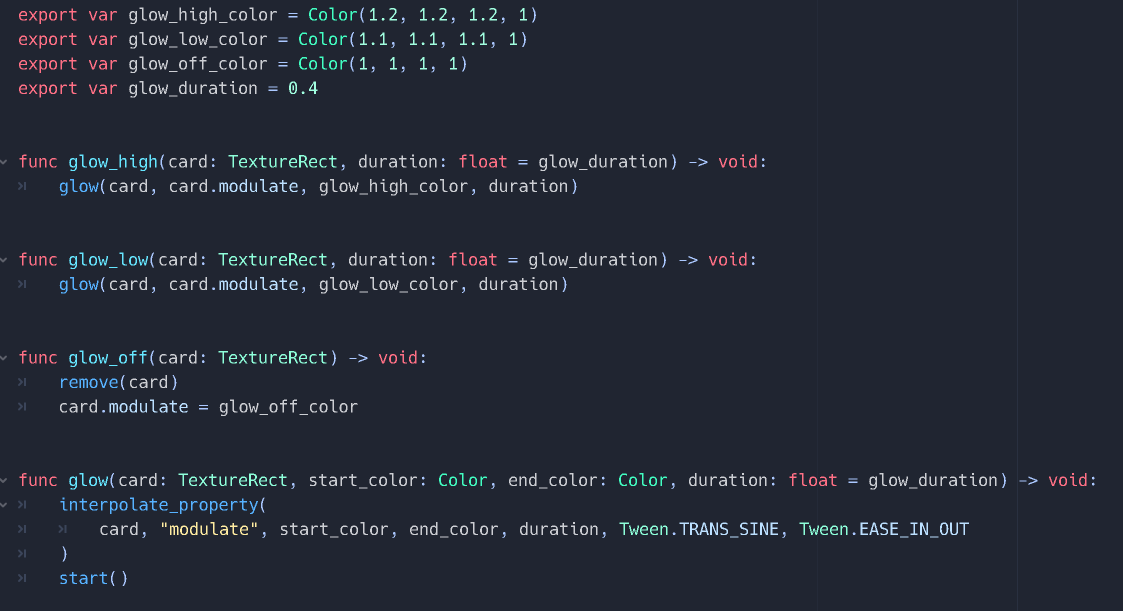 export var glow_high_color = Color(1.2, 1.2, 1.2, 1)
export var glow_low_color = Color(1.1, 1.1, 1.1, 1)
export var glow_off_color = Color(1, 1, 1, 1)
export var glow_duration = 0.4
func glow_high(card: TextureRect, duration: float = glow_duration) -> void:
glow(card, card.modulate, glow_high_color, duration)
func glow_low(card: TextureRect, duration: float = glow_duration) -> void:
glow(card, card.modulate, glow_low_color, duration)
func glow_off(card: TextureRect) -> void:
remove(card)
card.modulate = glow_off_color
func glow(card: TextureRect, start_color: Color, end_color: Color, duration: float = glow_duration) -> void:
interpolate_property(
card, "modulate", start_color, end_color, duration, Tween.TRANS_SINE, Tween.EASE_IN_OUT
)
start()